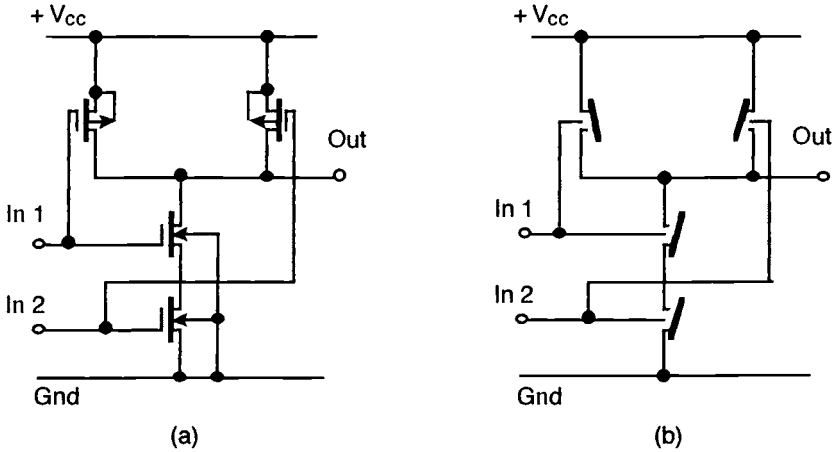 + Vcc
Out
In 1
In 2
Gnd
(a)
+ Vcc
Out
In 1
In 2
Gnd
(b)